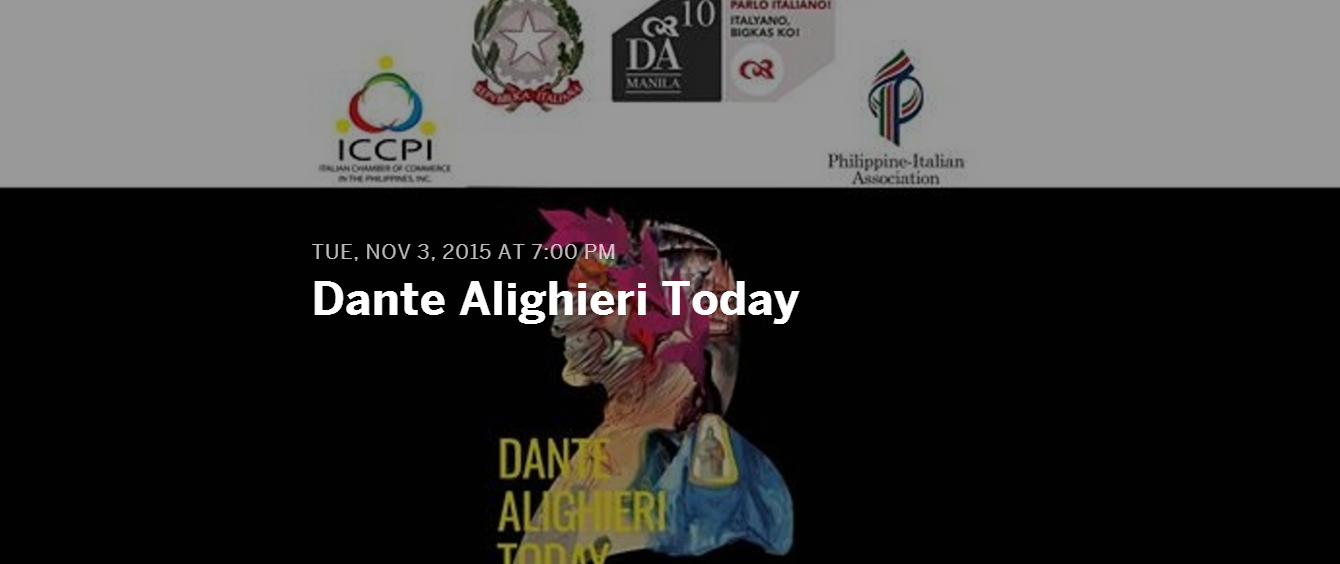 10
DA
MANILA
PARLO ITALIANO!
ITALYANO,
BIGKAS KO!
REPVBBLICA ITALIANA
ICCPI
ITALIAN CHAMBER OF COMMERCE
IN THE PHILIPPINES, INC.
Philippine-Italian
Association
TUE, NOV 3, 2015 AT 7:00 PM
Dante Alighieri Today
DANTE
ALIGHIERI
TODAY